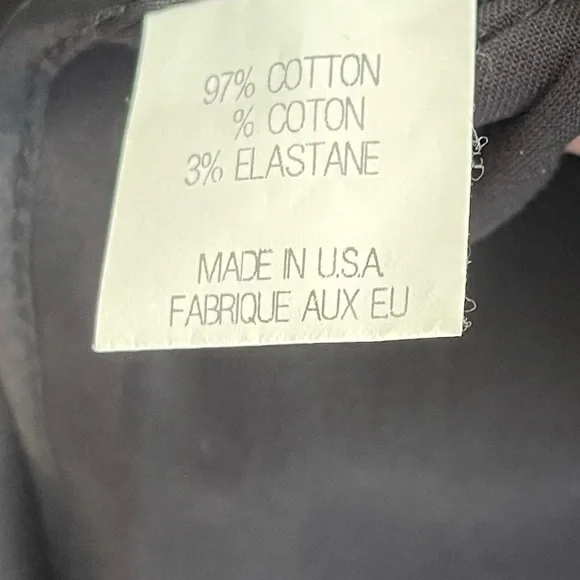 97% COTTON
% COTON
3% ELASTANE
MADE IN U.S.A
FABRIQUE AUX EU